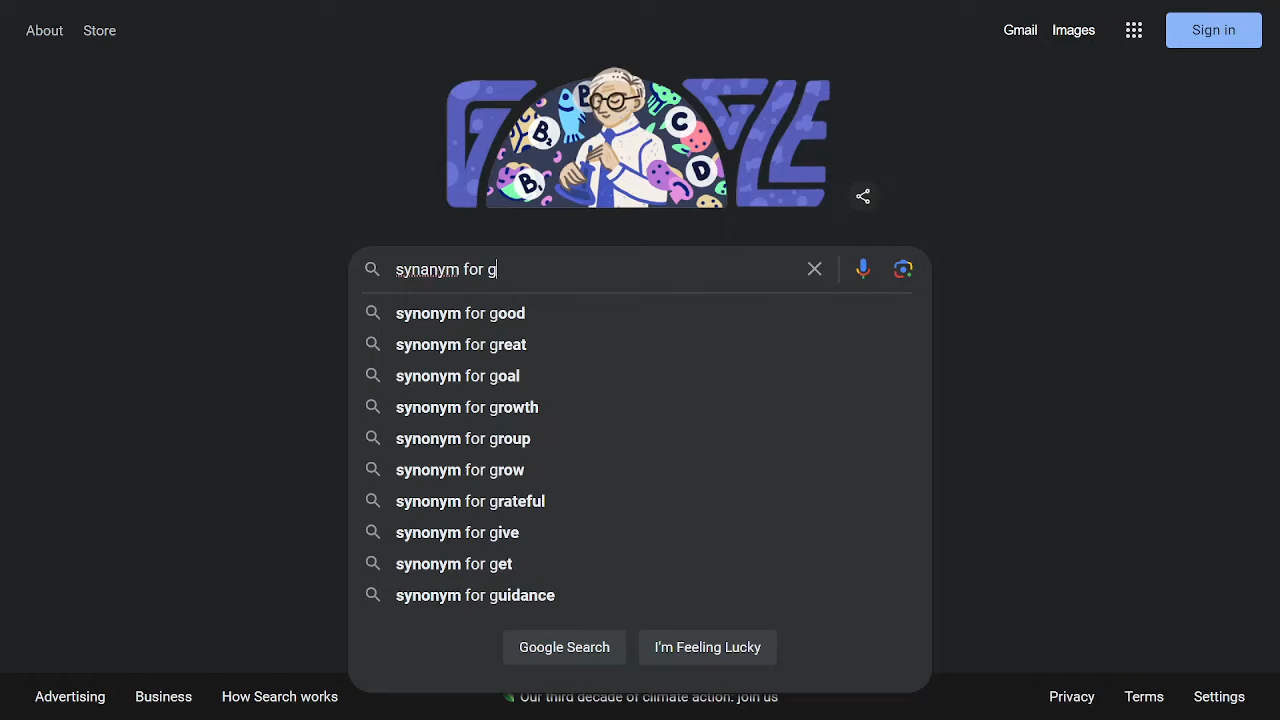 About Store
Gmail Images
Sign in
B
B₂
C
B₁
D
synanym for g
synonym for good
synonym for great
synonym for goal
synonym for growth
synonym for group
synonym for grow
synonym for grateful
synonym for give
synonym for get
synonym for guidance
Google Search I'm Feeling Lucky
Advertising Business How Search works Our third decade of climate action: join us Privacy Terms Settings